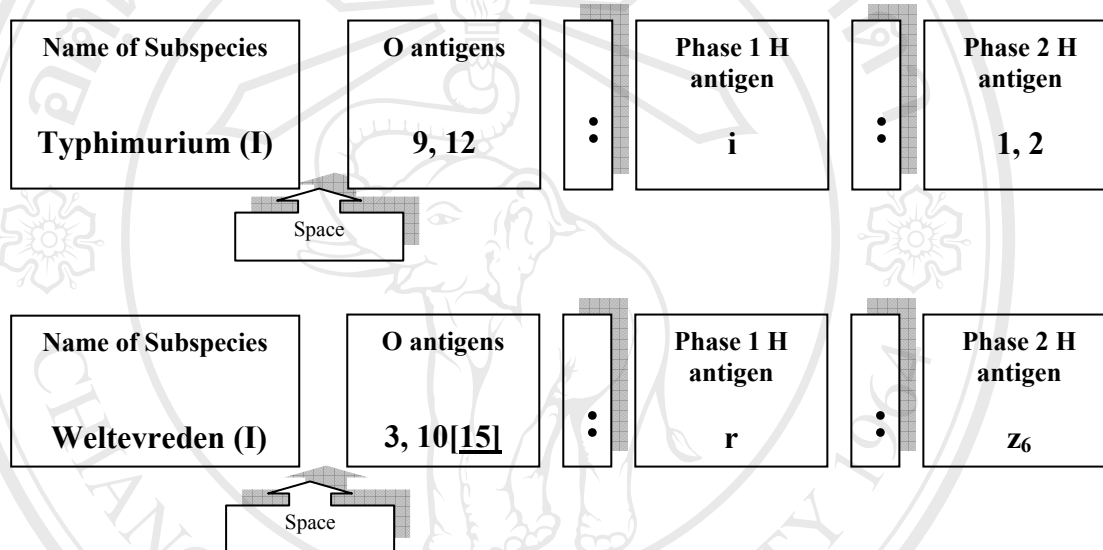 Name of Subspecies O antigens Phase 1 H antigen Phase 2 H antigen
Typhimurium (I) 9, 12 : i : 1, 2
Space
Name of Subspecies O antigens Phase 1 H antigen Phase 2 H antigen
Weltevreden (I) 3, 10[15] : r : z₆
Space